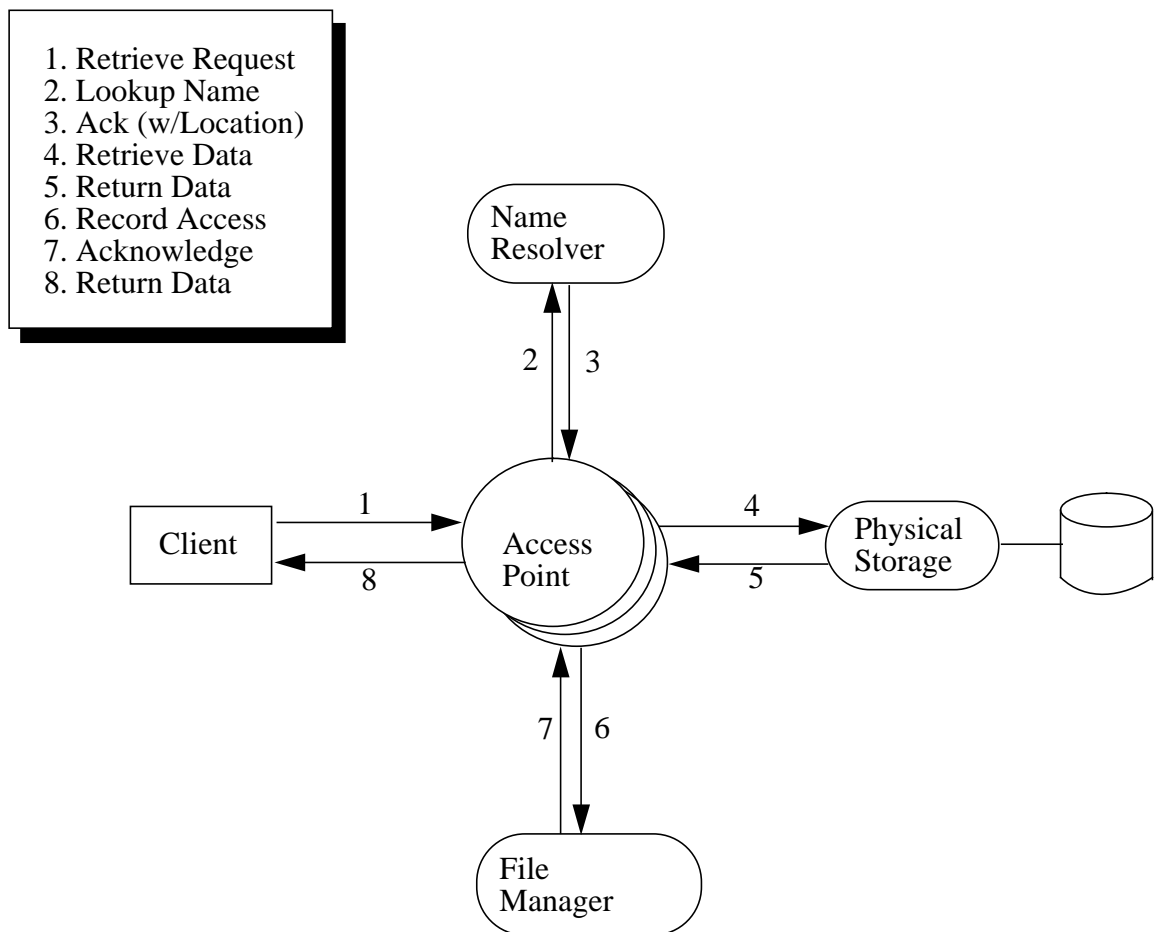 1. Retrieve Request
2. Lookup Name
3. Ack (w/Location)
4. Retrieve Data
5. Return Data
6. Record Access
7. Acknowledge
8. Return Data
Name
Resolver
2
3
1
4
Client
Access
Point
Physical
Storage
8
5
7
6
File
Manager